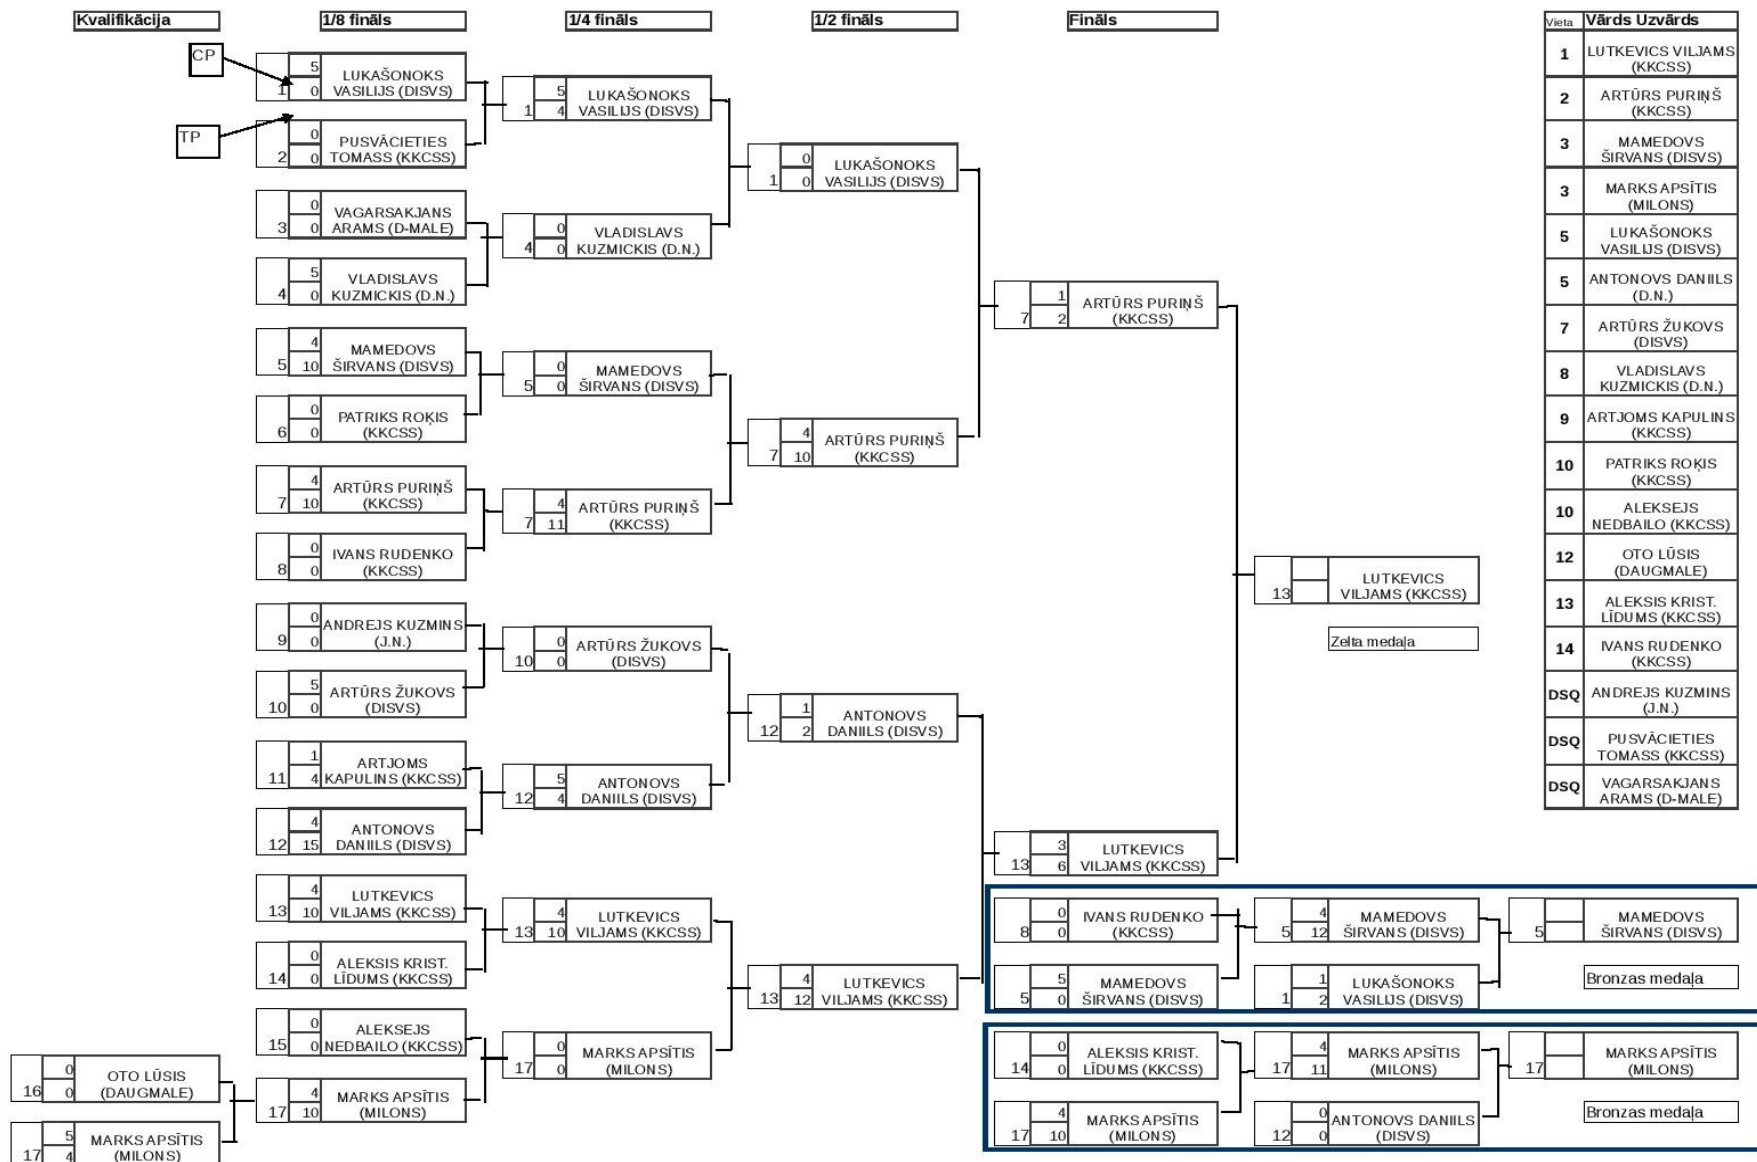 Kvalifikācija
1/8 fināls
1/4 fināls
1/2 fināls
Fināls
Vieta Vārds Uzvārds
CP
TP
5
1 0
LUKAŠONOKS
VASILIJS (DISVS)
0
2 0
PUSVĀCIETIES
TOMASS (KKCSS)
0
3 0
VAGARSAKJANS
ARAMS (D-MALE)
5
4 0
VLADISLAVS
KUZMICKIS (D.N.)
4
5 10
MAMEDOVS
ŠIRVANS (DISVS)
0
6 0
PATRIKS ROĶIS
(KKCSS)
4
7 10
ARTŪRS PURIŅŠ
(KKCSS)
0
8 0
IVANS RUDENKO
(KKCSS)
0
9 0
ANDREJS KUZMINS
(J.N.)
5
10 0
ARTŪRS ŽUKOVS
(DISVS)
1
11 4
ARTJOMS
KAPULINS (KKCSS)
4
12 15
ANTONOVS
DANIILS (DISVS)
4
13 10
LUTKEVICS
VILJAMS (KKCSS)
0
14 0
ALEKSIS KRIST.
LĪDUMS (KKCSS)
0
15 0
ALEKSEJS
NEDBAILO (KKCSS)
4
17 10
MARKS APSĪTIS
(MILONS)
0
16 0
OTO LŪSIS
(DAUGMALE)
5
17 4
MARKS APSĪTIS
(MILONS)
5
1 4
LUKAŠONOKS
VASILIJS (DISVS)
0
4 0
VLADISLAVS
KUZMICKIS (D.N.)
0
5 0
MAMEDOVS
ŠIRVANS (DISVS)
4
7 11
ARTŪRS PURIŅŠ
(KKCSS)
0
10 0
ARTŪRS ŽUKOVS
(DISVS)
5
12 4
ANTONOVS
DANIILS (DISVS)
4
13 10
LUTKEVICS
VILJAMS (KKCSS)
0
17 0
MARKS APSĪTIS
(MILONS)
0
1 0
LUKAŠONOKS
VASILIJS (DISVS)
4
7 10
ARTŪRS PURIŅŠ
(KKCSS)
1
12 2
ANTONOVS
DANIILS (DISVS)
4
13 12
LUTKEVICS
VILJAMS (KKCSS)
1
7 2
ARTŪRS PURIŅŠ
(KKCSS)
3
13 6
LUTKEVICS
VILJAMS (KKCSS)
13
LUTKEVICS
VILJAMS (KKCSS)
Zelta medaļa
0
8 0
IVANS RUDENKO
(KKCSS)
5
5 0
MAMEDOVS
ŠIRVANS (DISVS)
4
5 12
MAMEDOVS
ŠIRVANS (DISVS)
1
1 2
LUKAŠONOKS
VASILIJS (DISVS)
5
MAMEDOVS
ŠIRVANS (DISVS)
Bronzas medaļa
0
14 0
ALEKSIS KRIST.
LĪDUMS (KKCSS)
4
17 10
MARKS APSĪTIS
(MILONS)
4
17 11
MARKS APSĪTIS
(MILONS)
0
12 0
ANTONOVS DANIILS
(DISVS)
17
MARKS APSĪTIS
(MILONS)
Bronzas medaļa
1 LUTKEVICS VILJAMS
(KKCSS)
2 ARTŪRS PURIŅŠ
(KKCSS)
3 MAMEDOVS
ŠIRVANS (DISVS)
3 MARKS APSĪTIS
(MILONS)
5 LUKAŠONOKS
VASILIJS (DISVS)
5 ANTONOVS DANIILS
(D.N.)
7 ARTŪRS ŽUKOVS
(DISVS)
8 VLADISLAVS
KUZMICKIS (D.N.)
9 ARTJOMS KAPULINS
(KKCSS)
10 PATRIKS ROĶIS
(KKCSS)
10 ALEKSEJS
NEDBAILO (KKCSS)
12 OTO LŪSIS
(DAUGMALE)
13 ALEKSIS KRIST.
LĪDUMS (KKCSS)
14 IVANS RUDENKO
(KKCSS)
DSQ ANDREJS KUZMINS
(J.N.)
DSQ PUSVĀCIETIES
TOMASS (KKCSS)
DSQ VAGARSAKJANS
ARAMS (D-MALE)